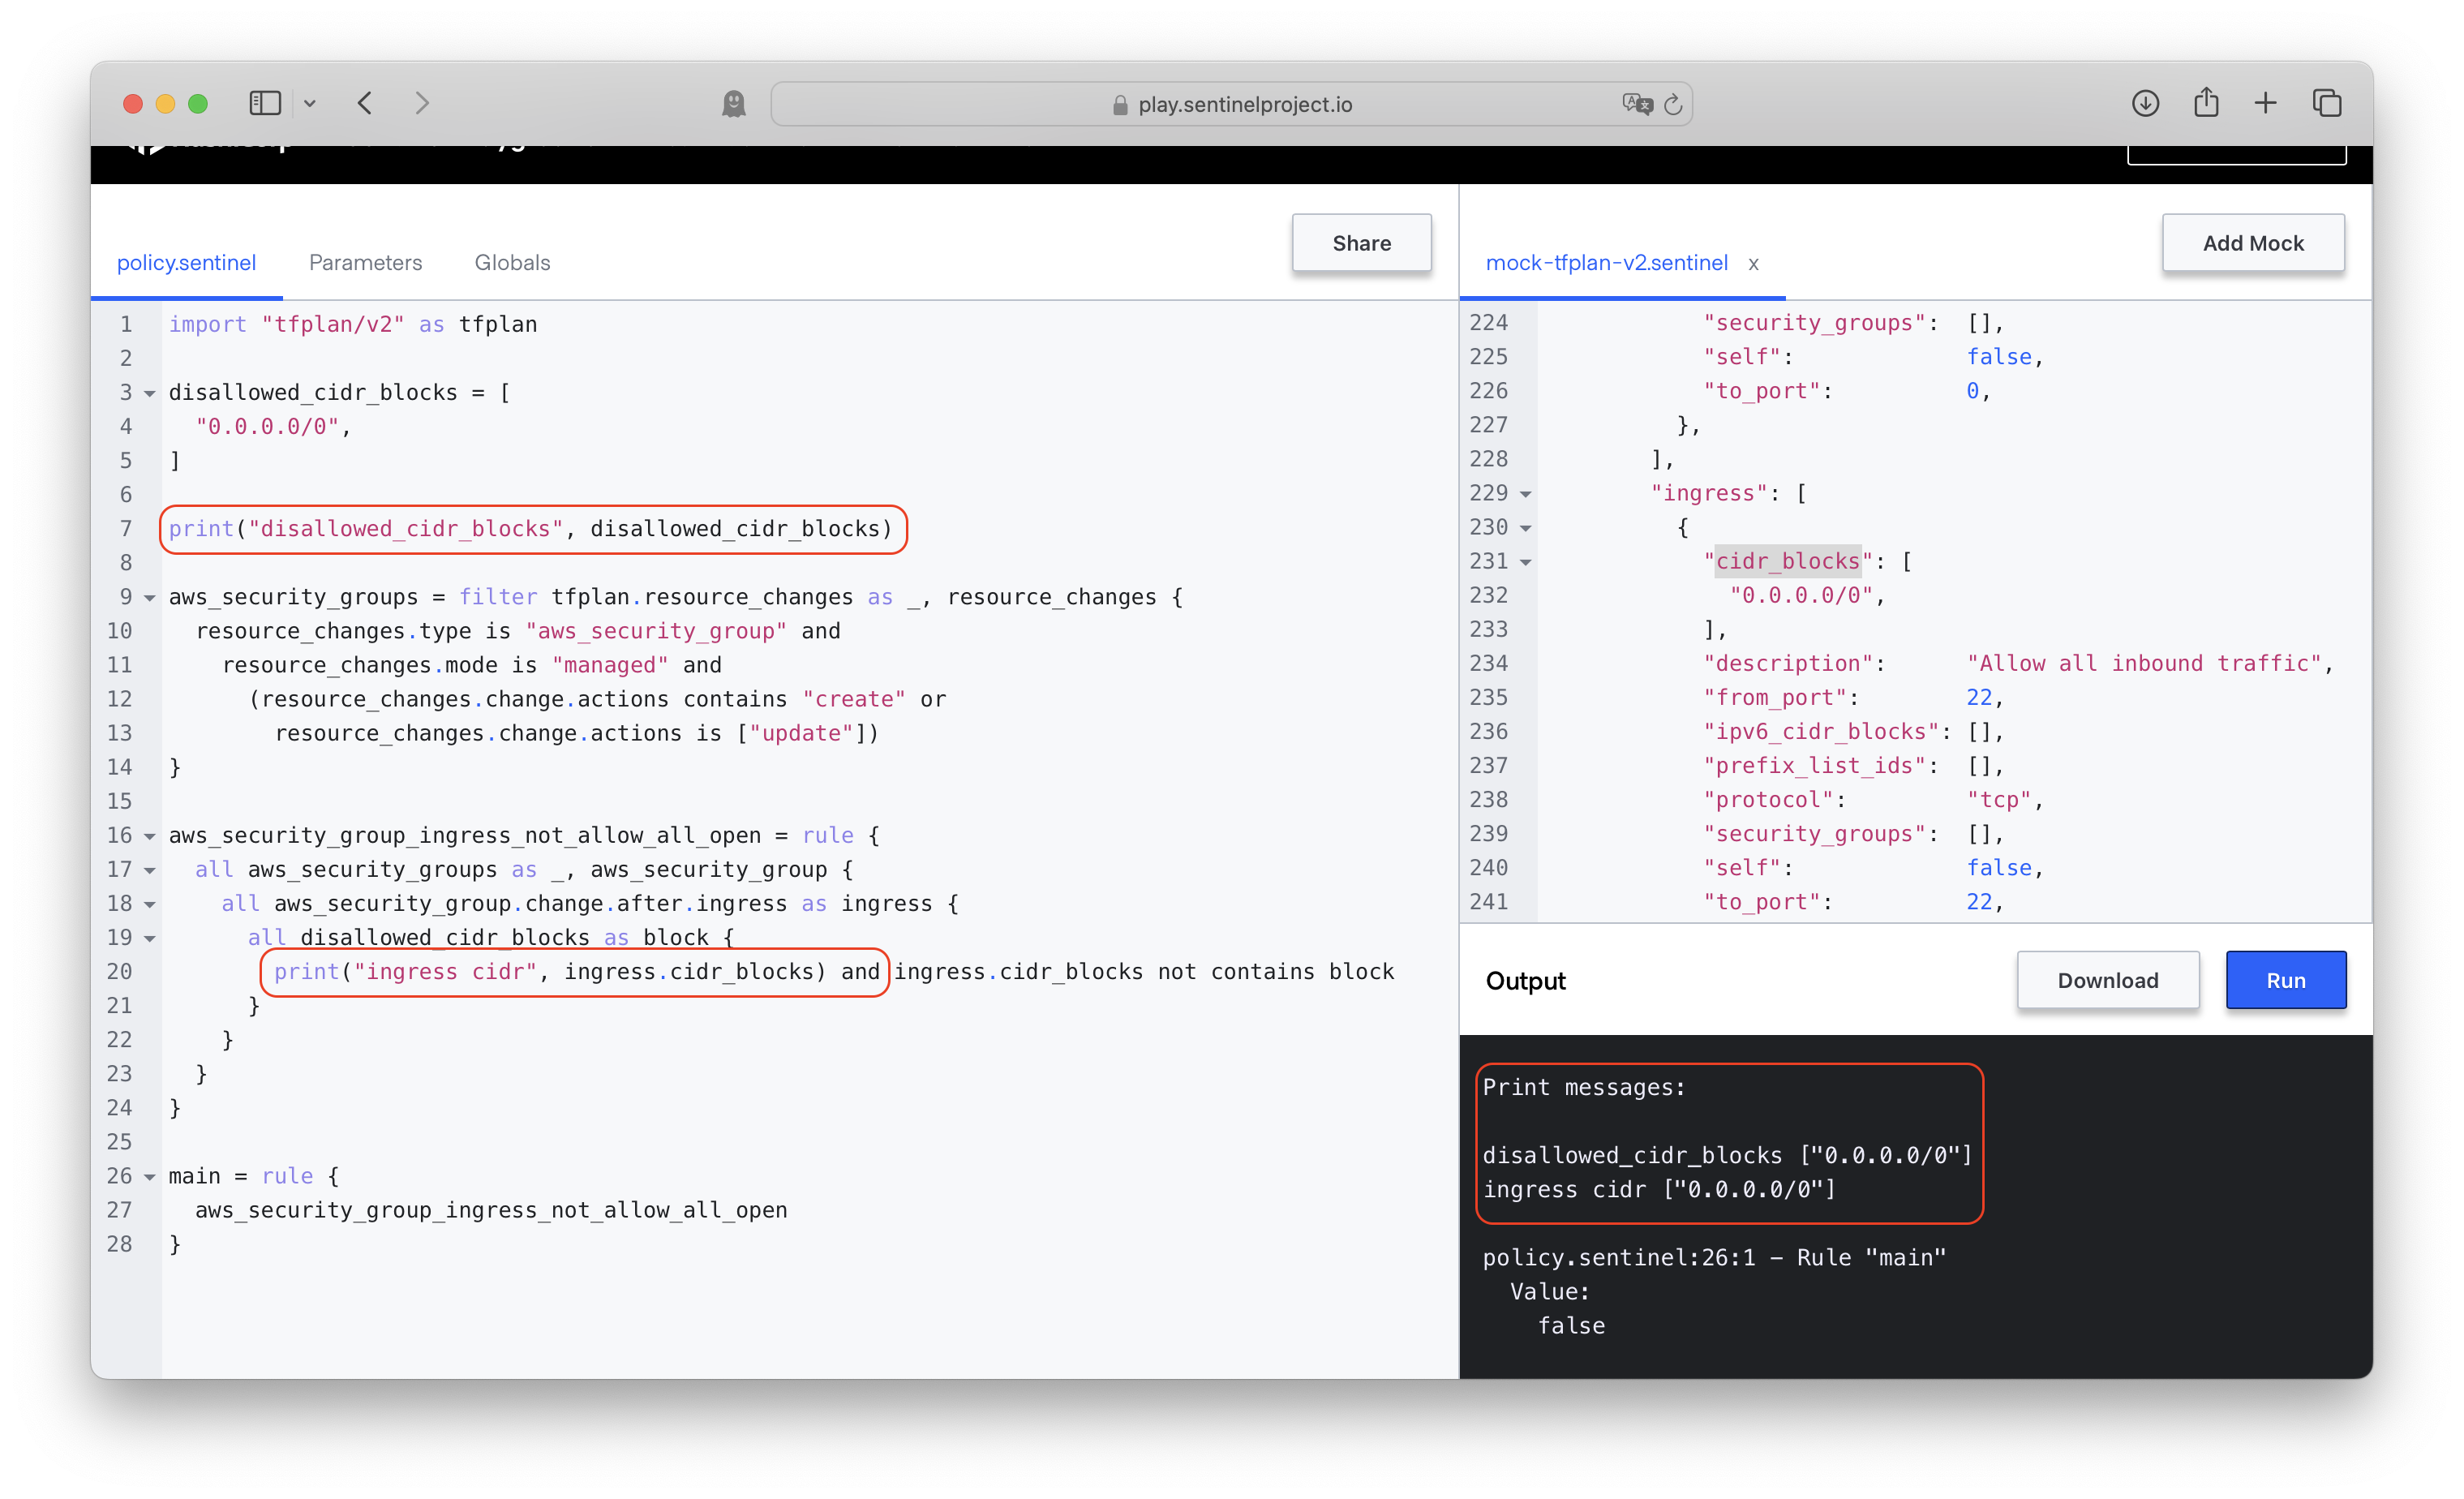 play.sentinelproject.io
policy.sentinel
Parameters
Globals
Share
1 import "tfplan/v2" as tfplan
2
3 disallowed_cidr_blocks = [
4   "0.0.0.0/0",
5 ]
6
7 print("disallowed_cidr_blocks", disallowed_cidr_blocks)
8
9 aws_security_groups = filter tfplan.resource_changes as _, resource_changes {
10   resource_changes.type is "aws_security_group" and
11     resource_changes.mode is "managed" and
12       (resource_changes.change.actions contains "create" or
13         resource_changes.change.actions is ["update"])
14 }
15
16 aws_security_group_ingress_not_allow_all_open = rule {
17   all aws_security_groups as _, aws_security_group {
18     all aws_security_group.change.after.ingress as ingress {
19       all disallowed_cidr_blocks as block {
20         print("ingress cidr", ingress.cidr_blocks) and ingress.cidr_blocks not contains block
21       }
22     }
23   }
24 }
25
26 main = rule {
27   aws_security_group_ingress_not_allow_all_open
28 }
mock-tfplan-v2.sentinel x
Add Mock
224 "security_groups": [],
225 "self": false,
226 "to_port": 0,
227 },
228 ],
229 "ingress": [
230 {
231 "cidr_blocks": [
232 "0.0.0.0/0",
233 ],
234 "description": "Allow all inbound traffic",
235 "from_port": 22,
236 "ipv6_cidr_blocks": [],
237 "prefix_list_ids": [],
238 "protocol": "tcp",
239 "security_groups": [],
240 "self": false,
241 "to_port": 22,
Output
Download
Run
Print messages:
disallowed_cidr_blocks ["0.0.0.0/0"]
ingress cidr ["0.0.0.0/0"]
policy.sentinel:26:1 – Rule "main"
Value:
false